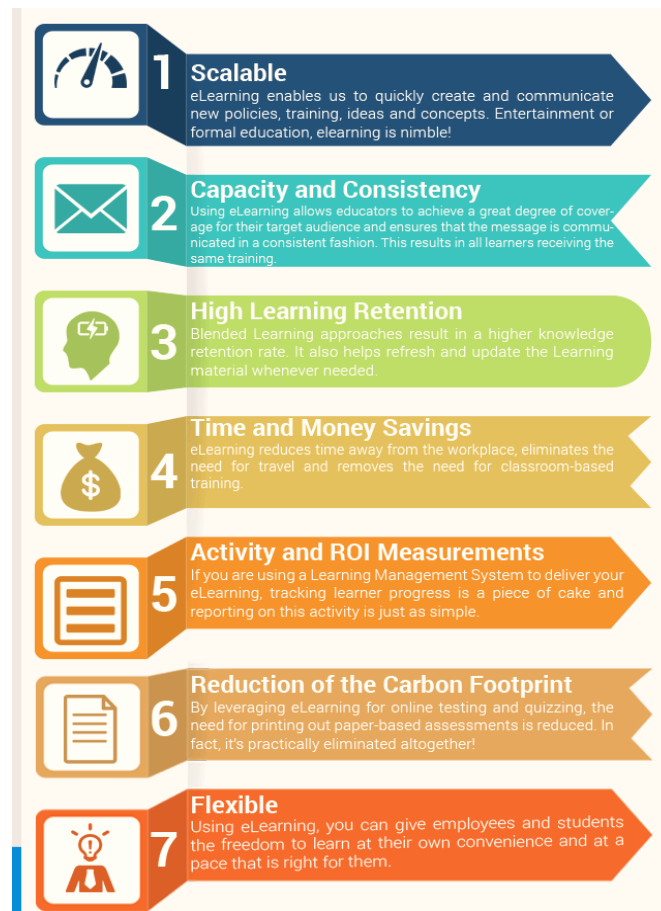 1
Scalable
eLearning enables us to quickly create and communicate
new policies, training, ideas and concepts. Entertainment or
formal education, elearning is nimble!
2
Capacity and Consistency
Using eLearning allows educators to achieve a great degree of cover-
age for their target audience and ensures that the message is commu-
nicated in a consistent fashion. This results in all learners receiving the
same training.
3
High Learning Retention
Blended Learning approaches result in a higher knowledge
retention rate. It also helps refresh and update the Learning
material whenever needed.
4
Time and Money Savings
eLearning reduces time away from the workplace, eliminates the
need for travel and removes the need for classroom-based
training.
$
5
Activity and ROI Measurements
If you are using a Learning Management System to deliver your
eLearning, tracking learner progress is a piece of cake and
reporting on this activity is just as simple.
6
Reduction of the Carbon Footprint
By leveraging eLearning for online testing and quizzing, the
need for printing out paper-based assessments is reduced. In
fact, it's practically eliminated altogether!
7
Flexible
Using eLearning, you can give employees and students
the freedom to learn at their own convenience and at a
pace that is right for them.